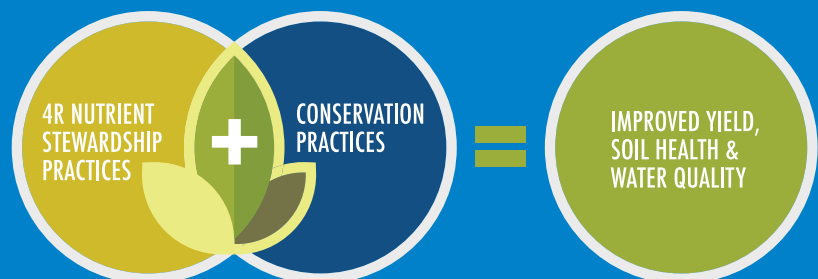 4R NUTRIENT
STEWARDSHIP
PRACTICES
+
CONSERVATION
PRACTICES
=
IMPROVED YIELD,
SOIL HEALTH &
WATER QUALITY